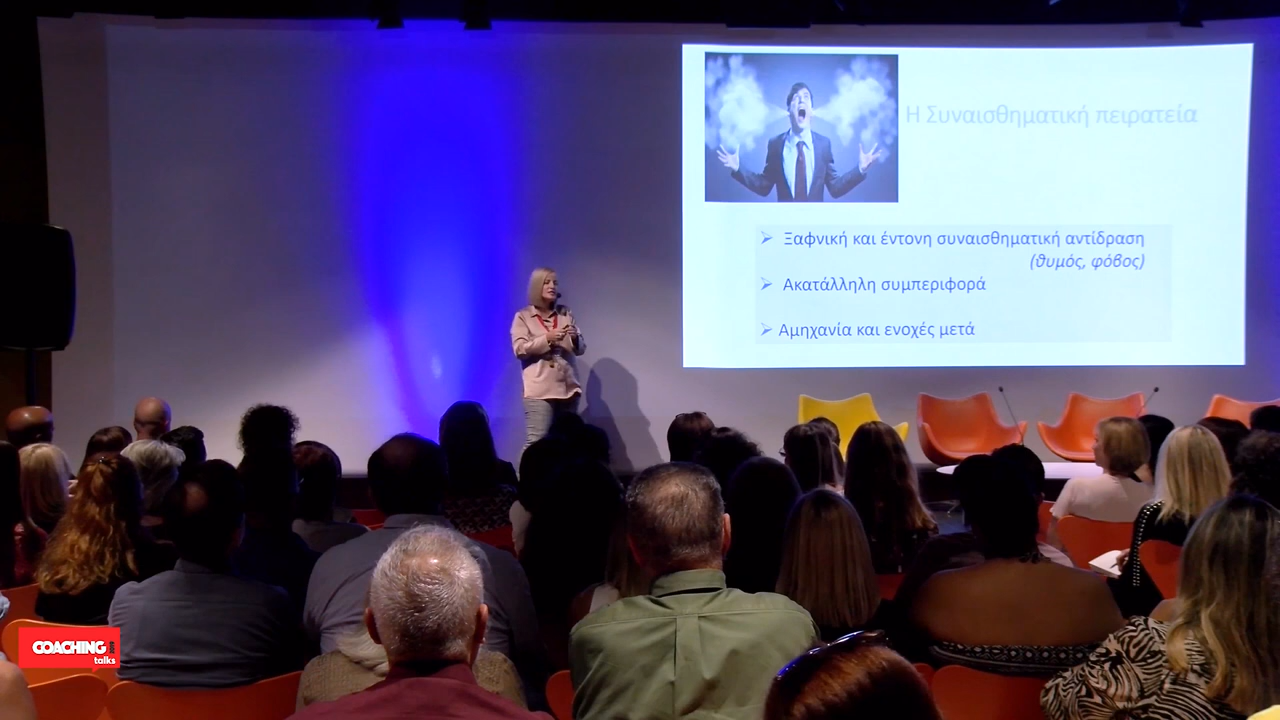 Η Συναισθηματική πειρατεία
➢ Ξαφνική και έντονη συναισθηματική αντίδραση
(θυμός, φόβος)
➢ Ακατάλληλη συμπεριφορά
➢ Αμηχανία και ενοχές μετά
COACHING
talks